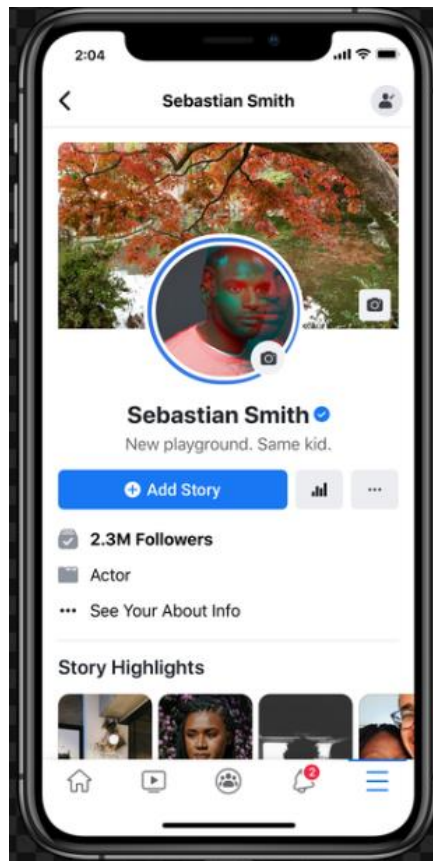 2:04
Sebastian Smith
Sebastian Smith
New playground. Same kid.
Add Story
2.3M Followers
Actor
See Your About Info
Story Highlights
2